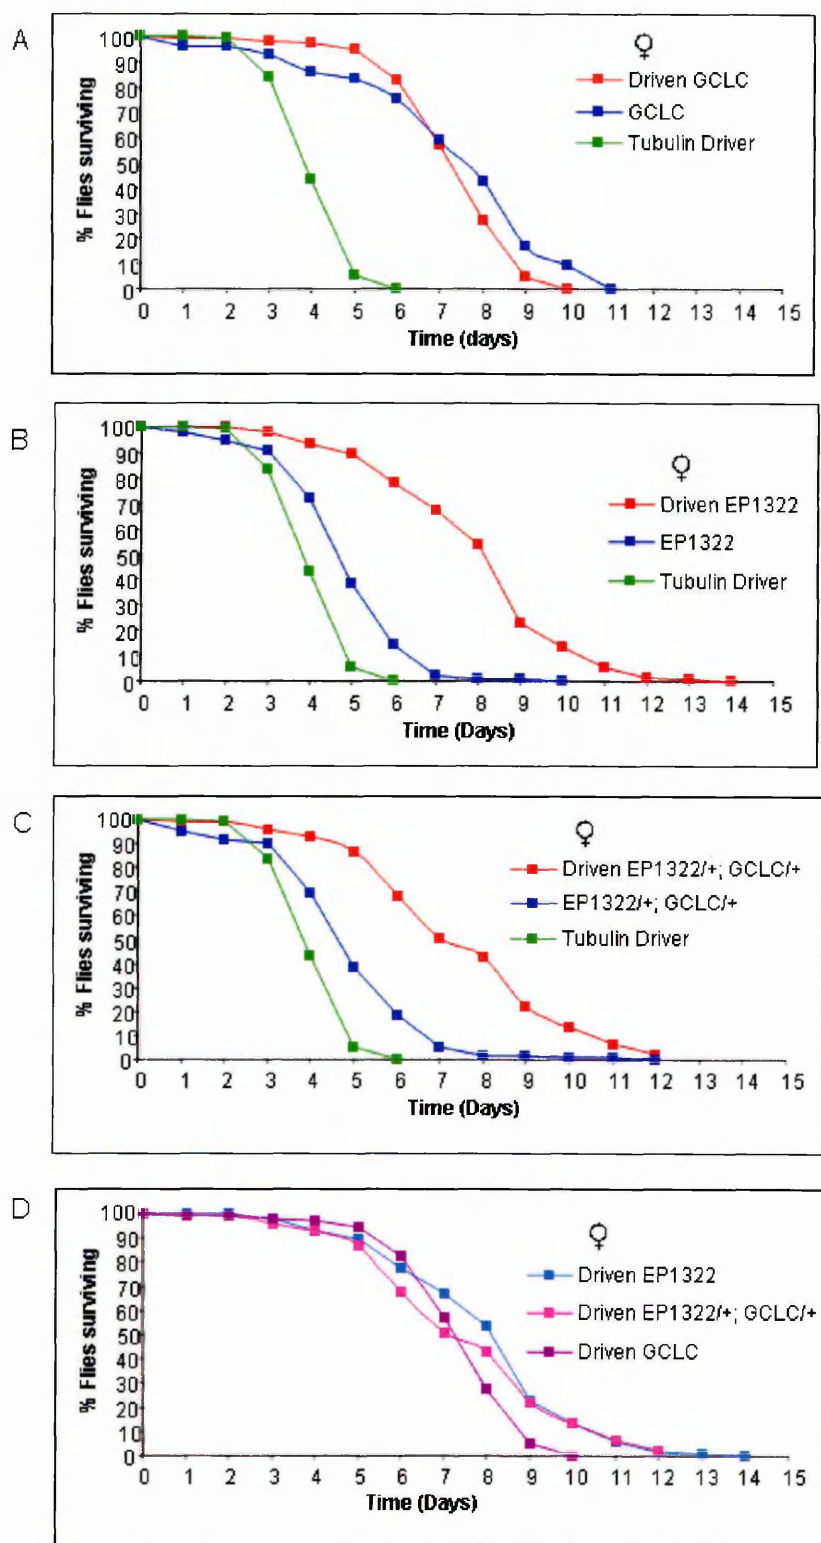 A
♀
Driven GCLC
GCLC
Tubulin Driver
% Flies surviving
100
90
80
70
60
50
40
30
20
10
0
0 1 2 3 4 5 6 7 8 9 10 11 12 13 14 15
Time (days)
B
♀
Driven EP1322
EP1322
Tubulin Driver
% Flies surviving
100
90
80
70
60
50
40
30
20
10
0
0 1 2 3 4 5 6 7 8 9 10 11 12 13 14 15
Time (Days)
C
♀
Driven EP1322/+; GCLC/+
EP1322/+; GCLC/+
Tubulin Driver
% Flies surviving
100
90
80
70
60
50
40
30
20
10
0
0 1 2 3 4 5 6 7 8 9 10 11 12 13 14 15
Time (Days)
D
♀
Driven EP1322
Driven EP1322/+; GCLC/+
Driven GCLC
% Flies surviving
100
90
80
70
60
50
40
30
20
10
0
0 1 2 3 4 5 6 7 8 9 10 11 12 13 14 15
Time (Days)